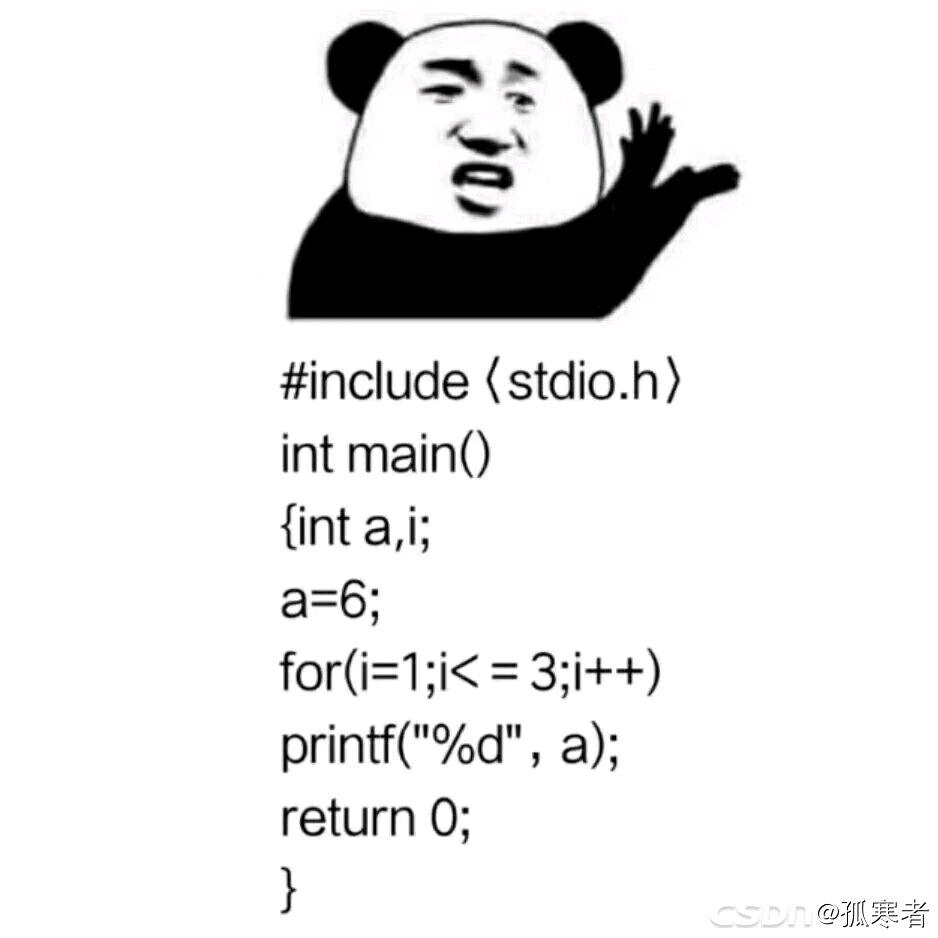 #include〈stdio.h〉
int main()
{int a,i;
a=6;
for(i=1;i< = 3;i++)
printf("%d", a);
return 0;
}
CSDN @孤寒者